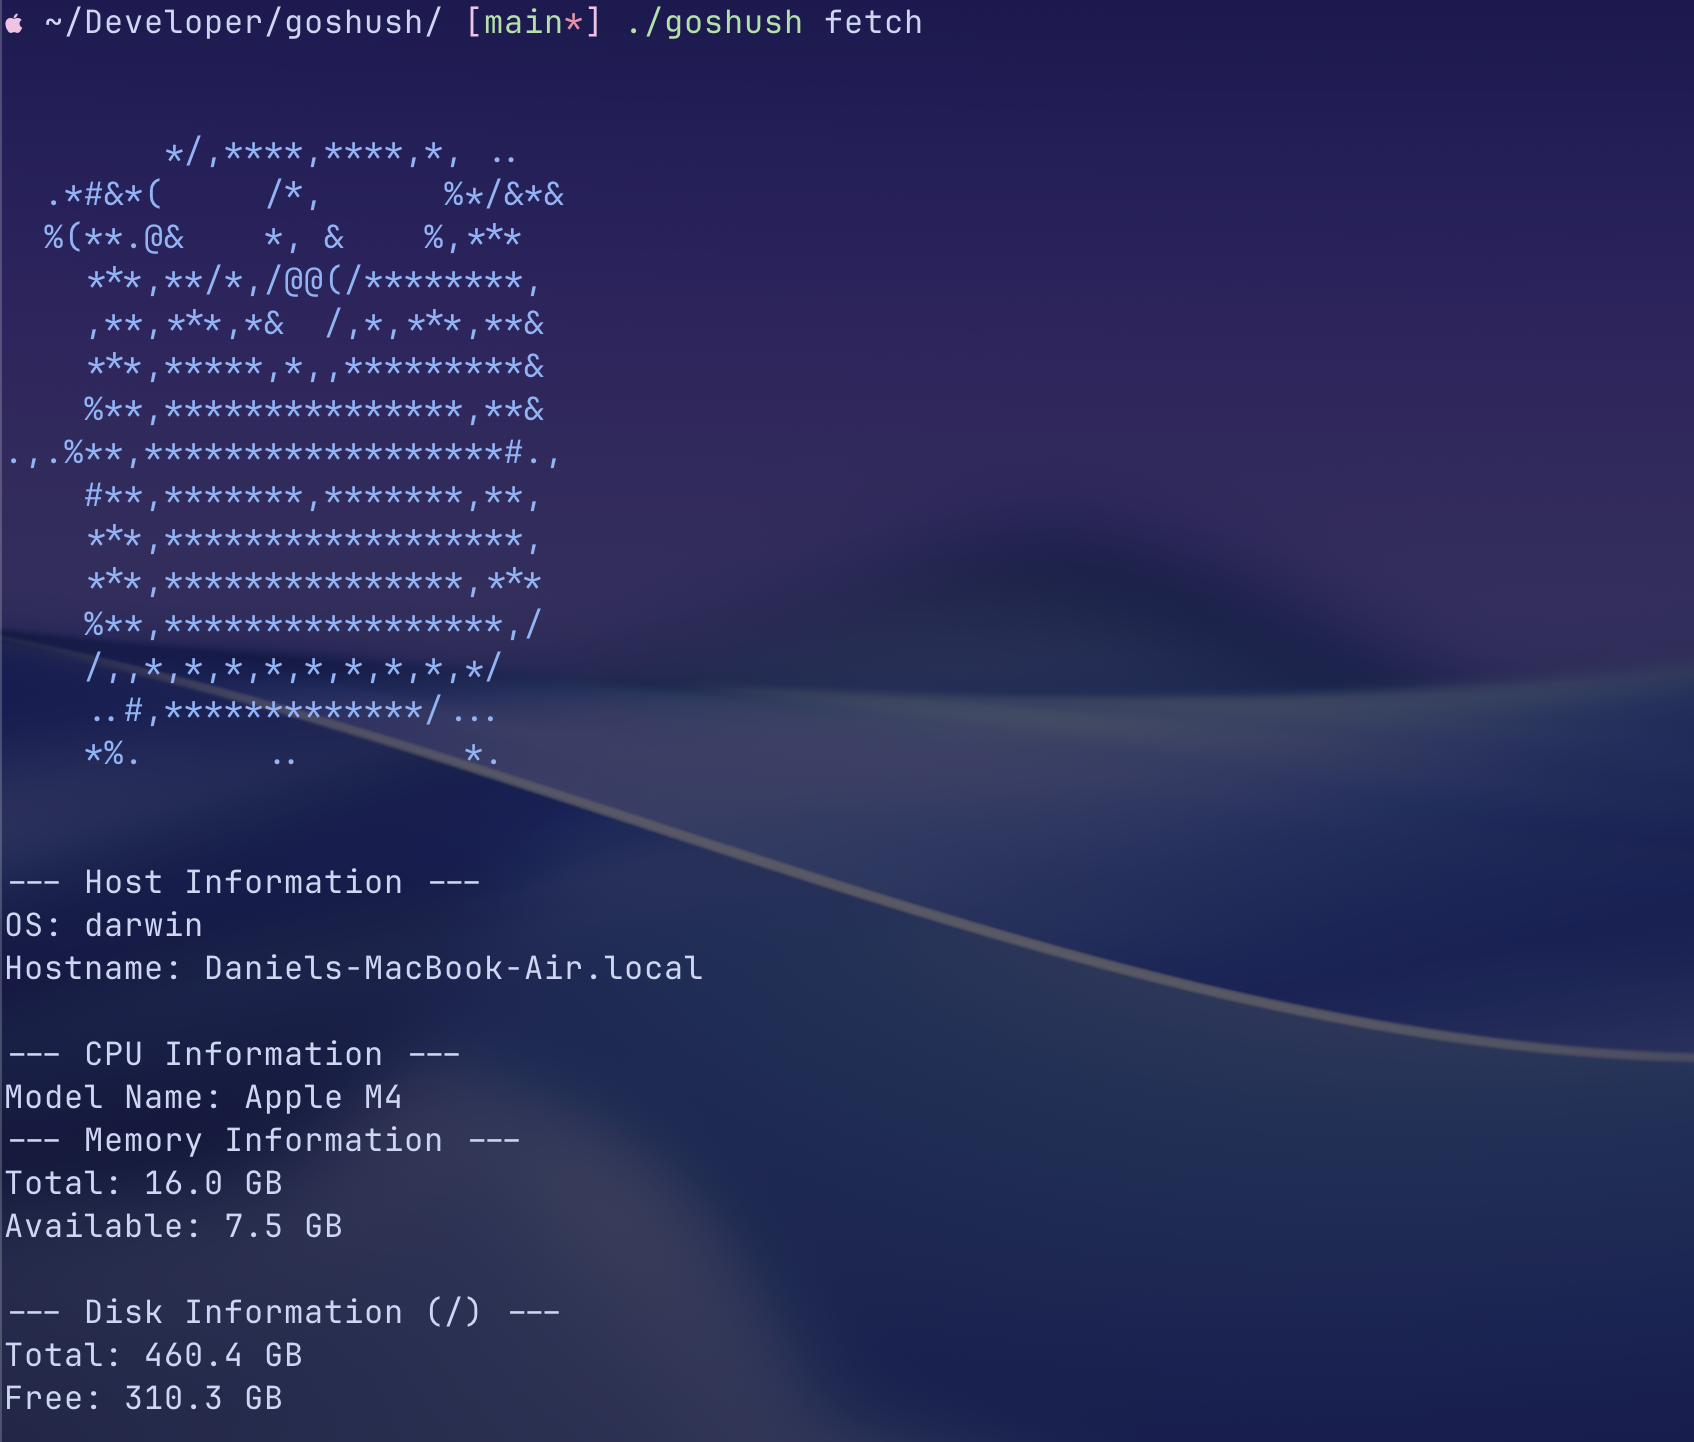 ~/Developer/goshush/ [main*] ./goshush fetch
        */,****,****,*, ..
  .*#&*(     /*,      %*/&*&
  %(**.@&    *, &    %,***
    ***,**/*,/@@(/********,
    ,**,***,*&  /,*,***,**&
    ***,*****,*,,*********&
    %**,***************,**&
.,.%**,******************#.,
    #**,*******,*******,**,
    ***,******************,
    ***,***************,***
    %**,*****************,/
    /,,*,*,*,*,*,*,*,*,*/
    ..#,*************/...
    *%.      ..        *.
--- Host Information ---
OS: darwin
Hostname: Daniels-MacBook-Air.local
--- CPU Information ---
Model Name: Apple M4
--- Memory Information ---
Total: 16.0 GB
Available: 7.5 GB
--- Disk Information (/) ---
Total: 460.4 GB
Free: 310.3 GB